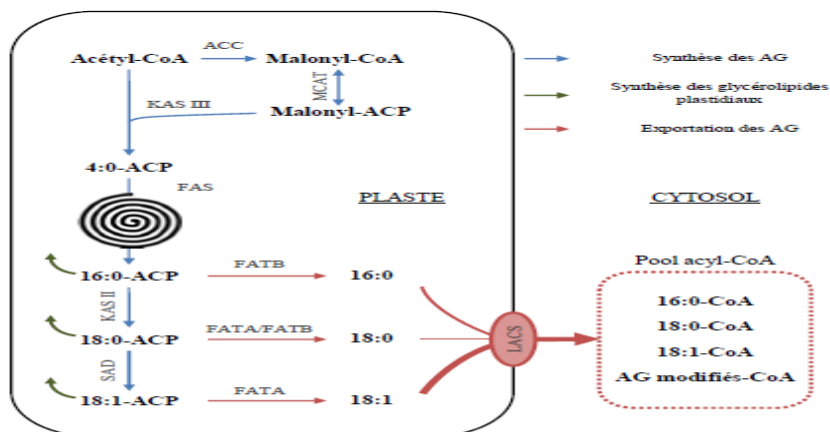 ACC
Acétyl-CoA
Malonyl-CoA
Synthèse des AG
MCAT
Synthèse des glycérolipides
plastidiaux
KAS III
Malonyl-ACP
Exportation des AG
4:0-ACP
FAS
PLASTE
CYTOSOL
Pool acyl-CoA
16:0-ACP
FATB
16:0
16:0-CoA
KAS II
18:0-ACP
FATA/FATB
18:0
LACS
18:0-CoA
18:1-CoA
SAD
AG modifiés-CoA
18:1-ACP
FATA
18:1